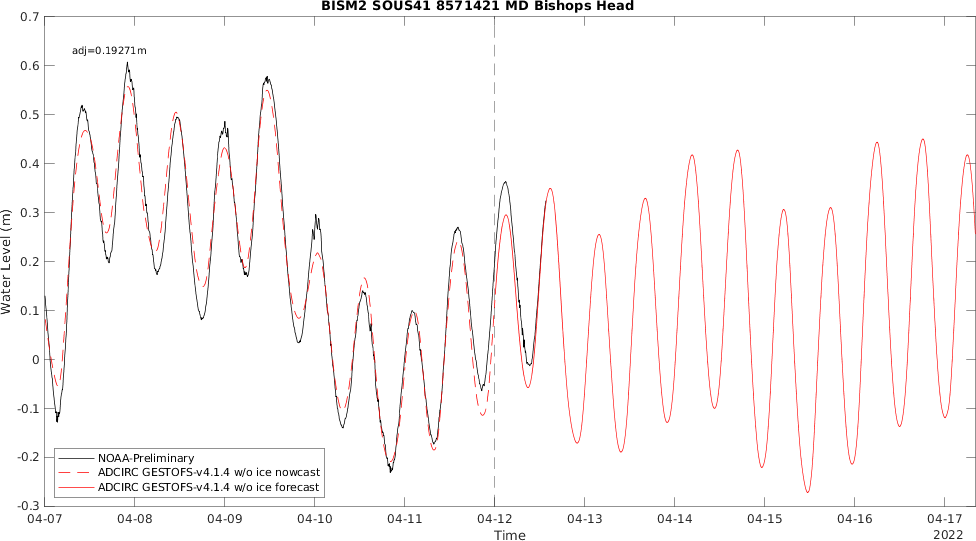 BISM2 SOUS41 8571421 MD Bishops Head
adj=0.19271m
0.7
0.6
0.5
0.4
0.3
0.2
0.1
0
-0.1
-0.2
-0.3
Water Level (m)
NOAA-Preliminary
ADCIRC GESTOFS-v4.1.4 w/o ice nowcast
ADCIRC GESTOFS-v4.1.4 w/o ice forecast
04-07 04-08 04-09 04-10 04-11 04-12 04-13 04-14 04-15 04-16 04-17
Time
2022